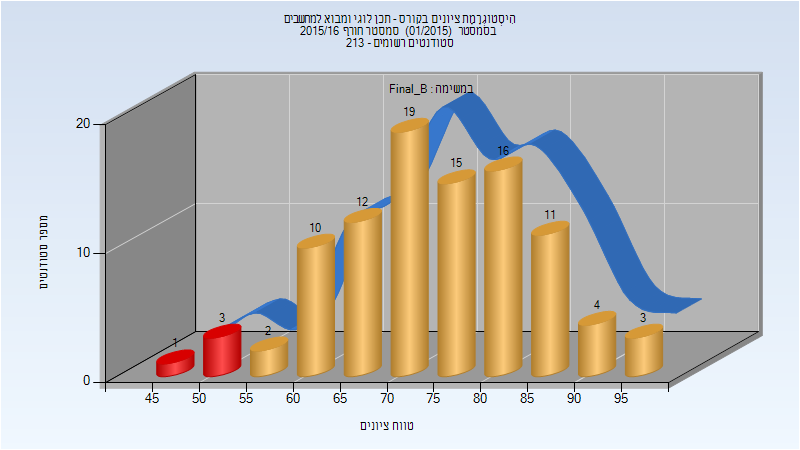 היסטוגרמת ציונים בקורס - תכן לוגי ומבוא למחשבים
בסמסטר (01/2015) סמסטר חורף 2015/16
סטודנטים רשומים - 213
במשימה : Final_B
מספר סטודנטים
20
10
0
1
3
2
10
12
19
15
16
11
4
3
45 50 55 60 65 70 75 80 85 90 95
טווח ציונים